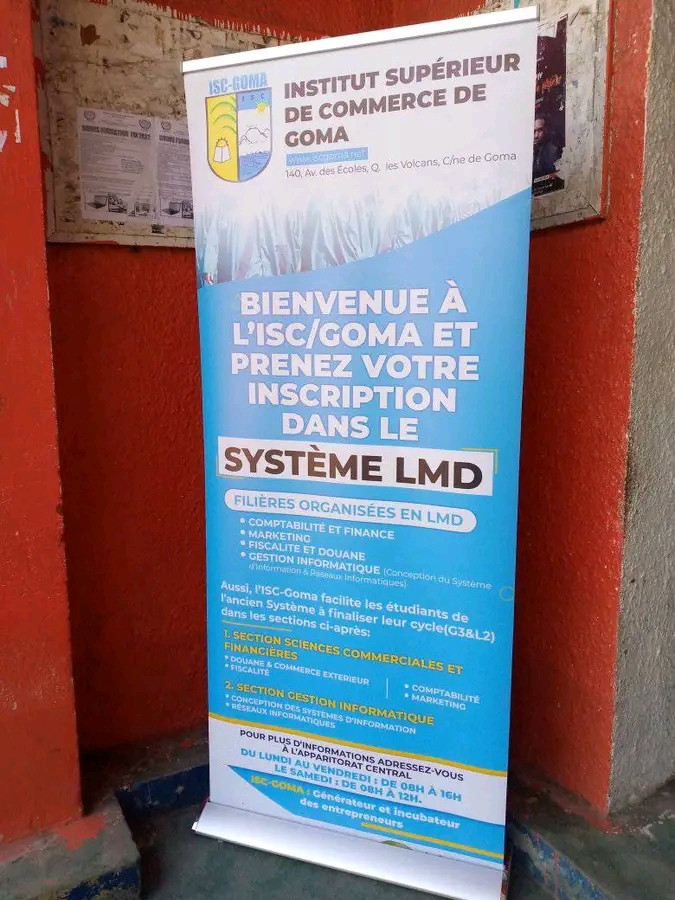 ISC-GOMA
I S C
INSTITUT SUPÉRIEUR
DE COMMERCE DE
GOMA
www.iscgoma.net
140, Av. des Écoles, Q. les Volcans, C/ne de Goma
BIENVENUE À
L'ISC/GOMA ET
PRENEZ VOTRE
INSCRIPTION
DANS LE
SYSTÈME LMD
FILIÈRES ORGANISÉES EN LMD
• COMPTABILITÉ ET FINANCE
• MARKETING
• FISCALITE ET DOUANE
• GESTION INFORMATIQUE (Conception du Système
d'Information & Réseaux Informatiques)
Aussi, l'ISC-Goma facilite les étudiants de
l'ancien Système à finaliser leur cycle(G3&L2)
dans les sections ci-après:
1. SECTION SCIENCES COMMERCIALES ET
FINANCIÈRES
• DOUANE & COMMERCE EXTERIEUR
• FISCALITÉ
• COMPTABILITÉ
• MARKETING
2. SECTION GESTION INFORMATIQUE
• CONCEPTION DES SYSTÈMES D'INFORMATION
• RÉSEAUX INFORMATIQUES
POUR PLUS D'INFORMATIONS ADRESSEZ-VOUS
À L'APPARITORAT CENTRAL
DU LUNDI AU VENDREDI : DE 08H À 16H
LE SAMEDI : DE 08H À 12H.
ISC-GOMA : Générateur et incubateur
des entrepreneurs